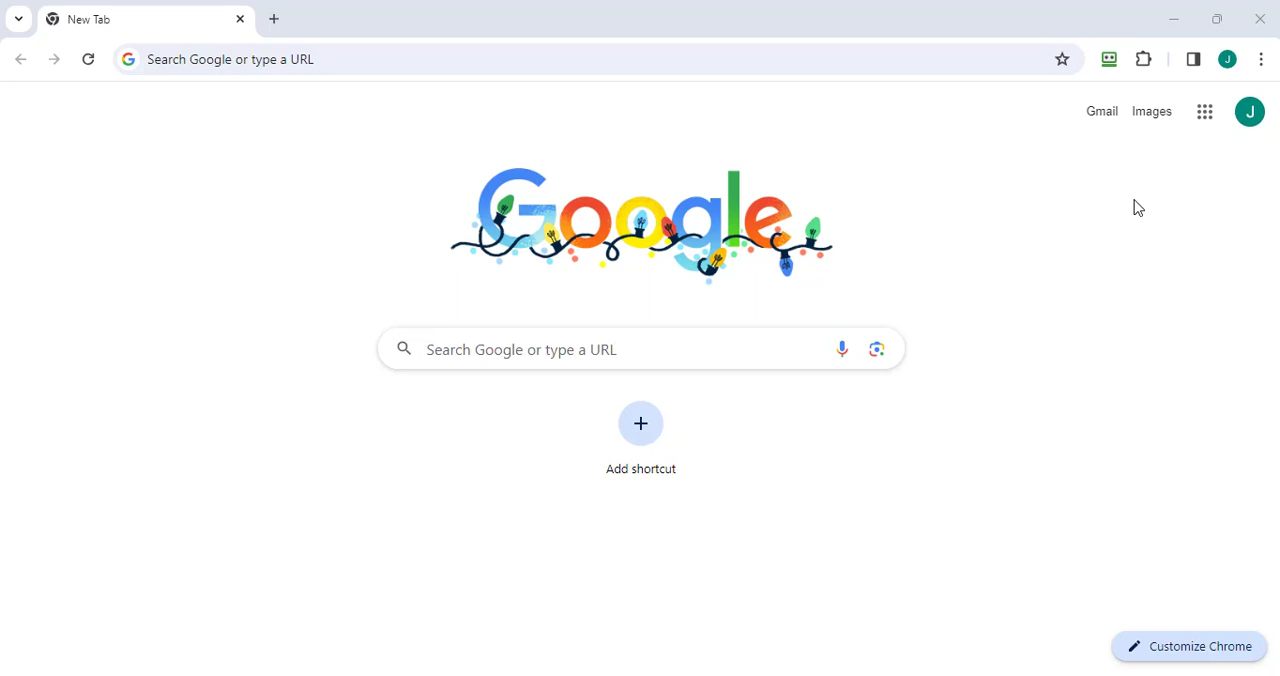 New Tab
Search Google or type a URL
J
Gmail
Images
J
Google
Search Google or type a URL
Add shortcut
Customize Chrome